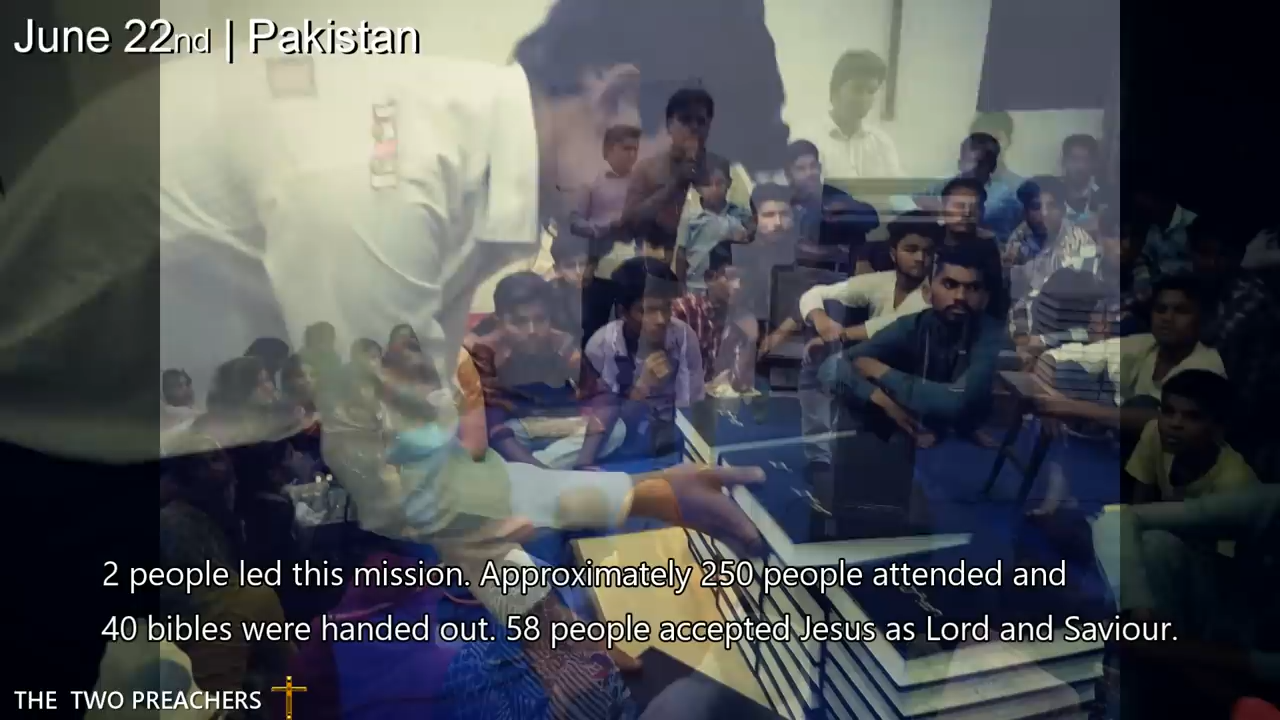 June 22nd | Pakistan
2 people led this mission. Approximately 250 people attended and
40 bibles were handed out. 58 people accepted Jesus as Lord and Saviour.
THE TWO PREACHERS